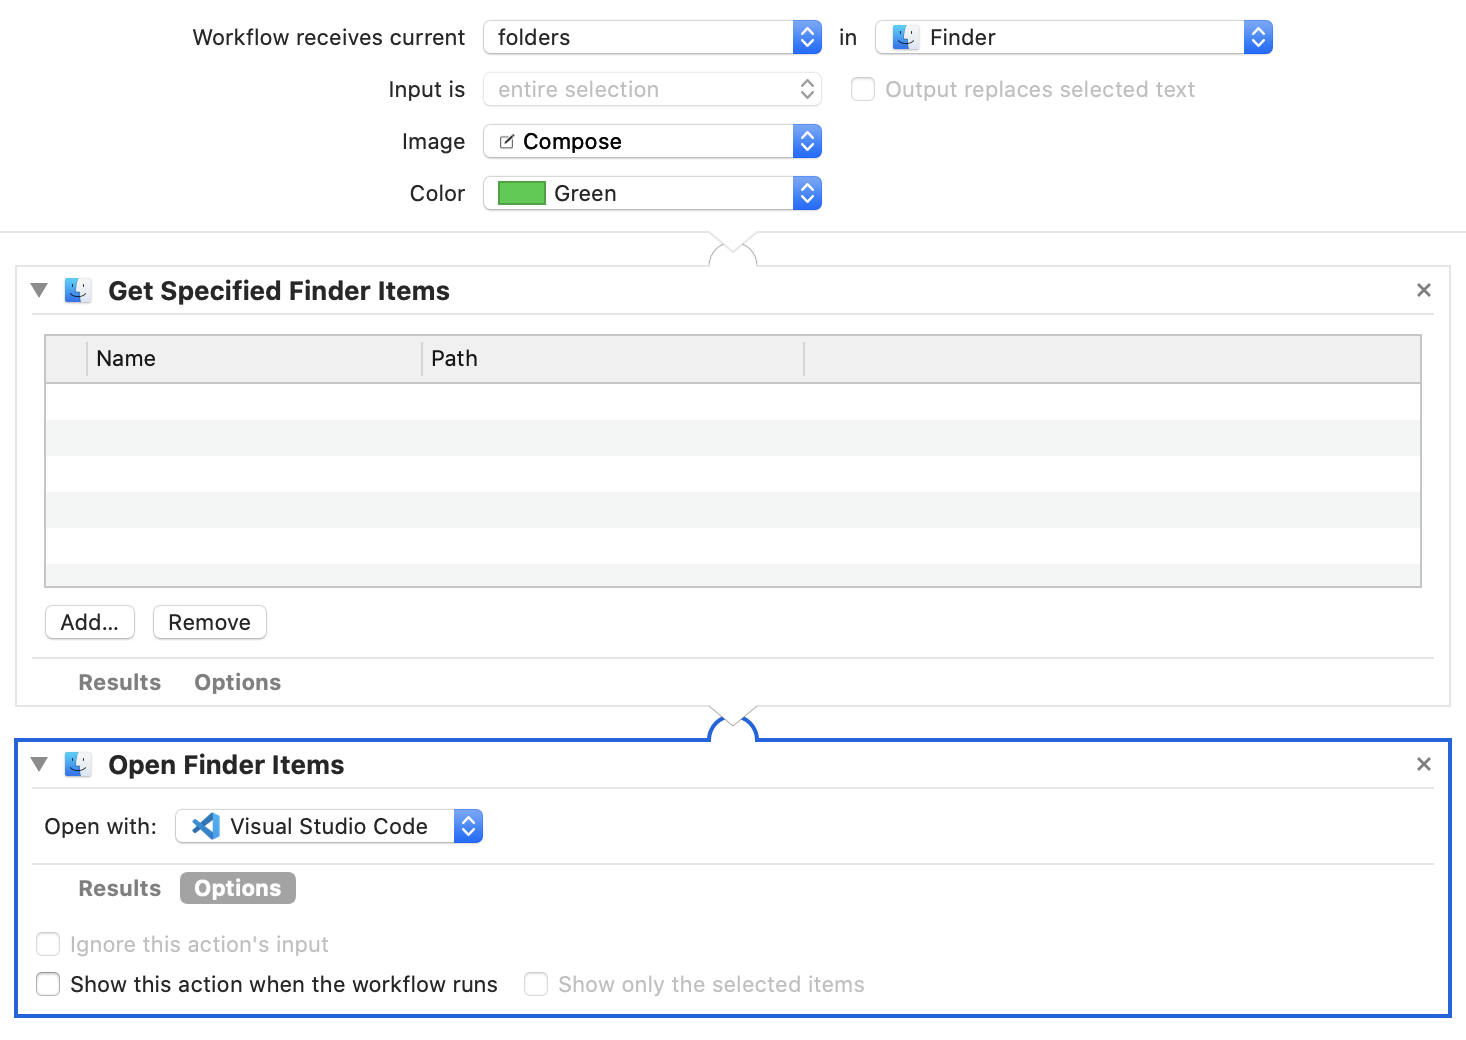 Workflow receives current folders in Finder
Input is entire selection Output replaces selected text
Image Compose
Color Green
Get Specified Finder Items
Name Path
Add... Remove
Results Options
Open Finder Items
Open with: Visual Studio Code
Results Options
Ignore this action's input
Show this action when the workflow runs Show only the selected items